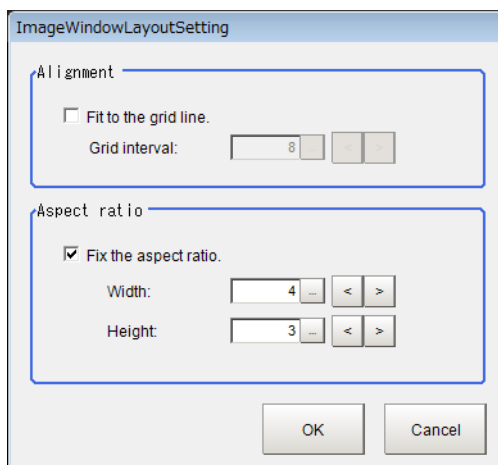 ImageWindowLayoutSetting
Alignment
Fit to the grid line.
Grid interval: 8 ... < >
Aspect ratio
Fix the aspect ratio.
Width: 4 ... < >
Height: 3 ... < >
OK Cancel